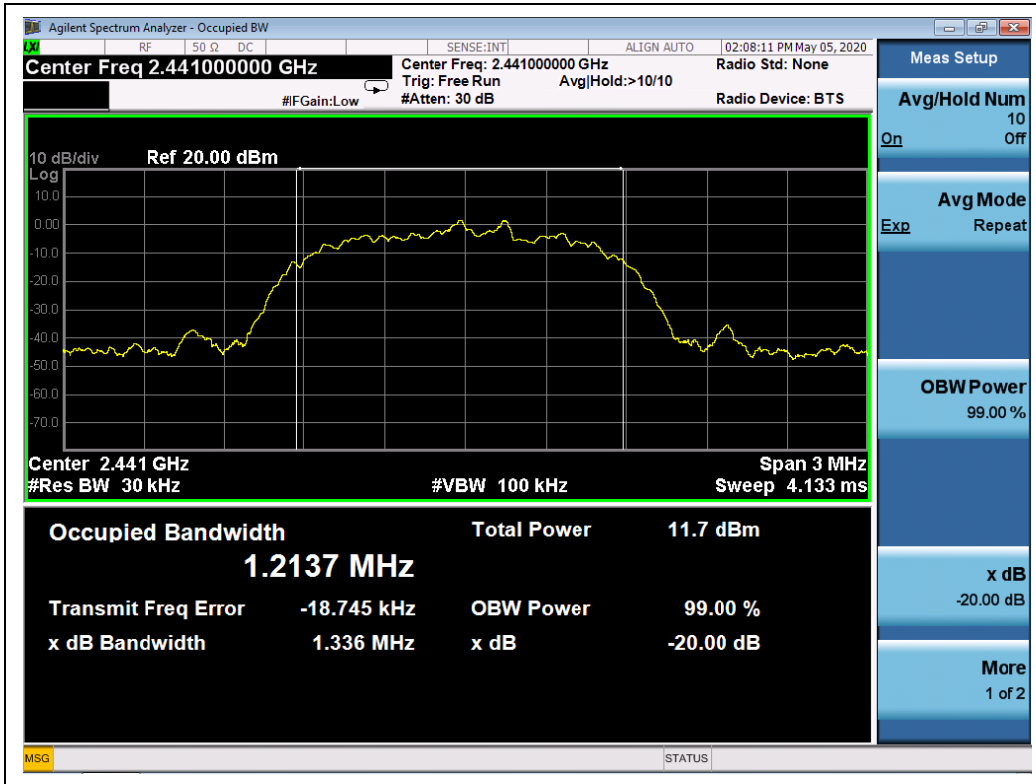 Agilent Spectrum Analyzer - Occupied BW
LXI RF 50 Ω DC SENSE:INT ALIGN AUTO 02:08:11 PM May 05, 2020
Center Freq 2.441000000 GHz
Center Freq: 2.441000000 GHz Radio Std: None
Trig: Free Run Avg|Hold:>10/10
#IFGain:Low #Atten: 30 dB Radio Device: BTS
10 dB/div Ref 20.00 dBm
Log
10.0
0.00
-10.0
-20.0
-30.0
-40.0
-50.0
-60.0
-70.0
Center 2.441 GHz Span 3 MHz
#Res BW 30 kHz #VBW 100 kHz Sweep 4.133 ms
Occupied Bandwidth Total Power 11.7 dBm
1.2137 MHz
Transmit Freq Error -18.745 kHz OBW Power 99.00 %
x dB Bandwidth 1.336 MHz x dB -20.00 dB
Meas Setup
Avg/Hold Num
10
On Off
Avg Mode
Exp Repeat
OBW Power
99.00 %
x dB
-20.00 dB
More
1 of 2
MSG STATUS